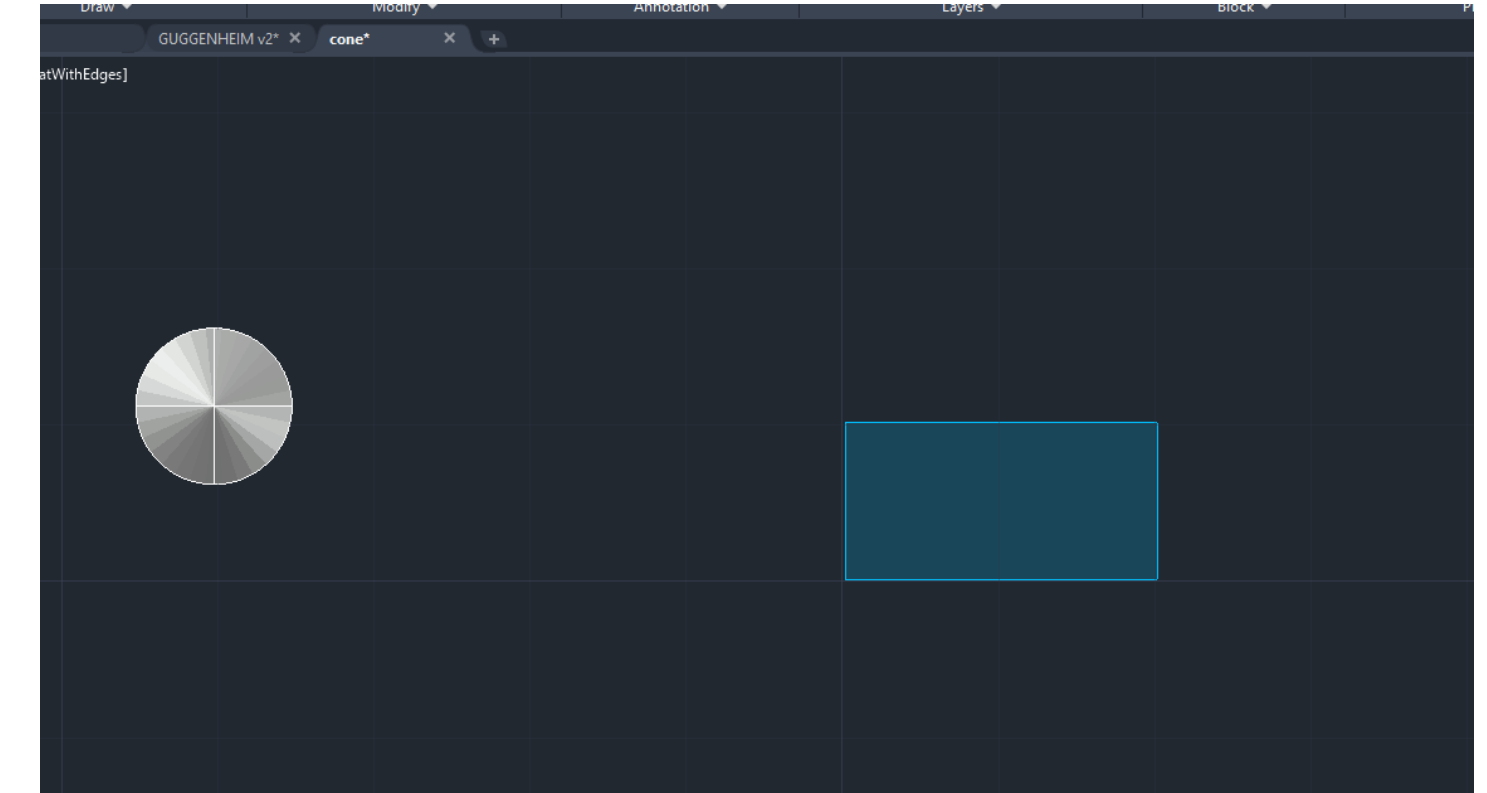 Draw Modify Annotation Layers Block
GUGGENHEIM v2* cone*
atWithEdges]